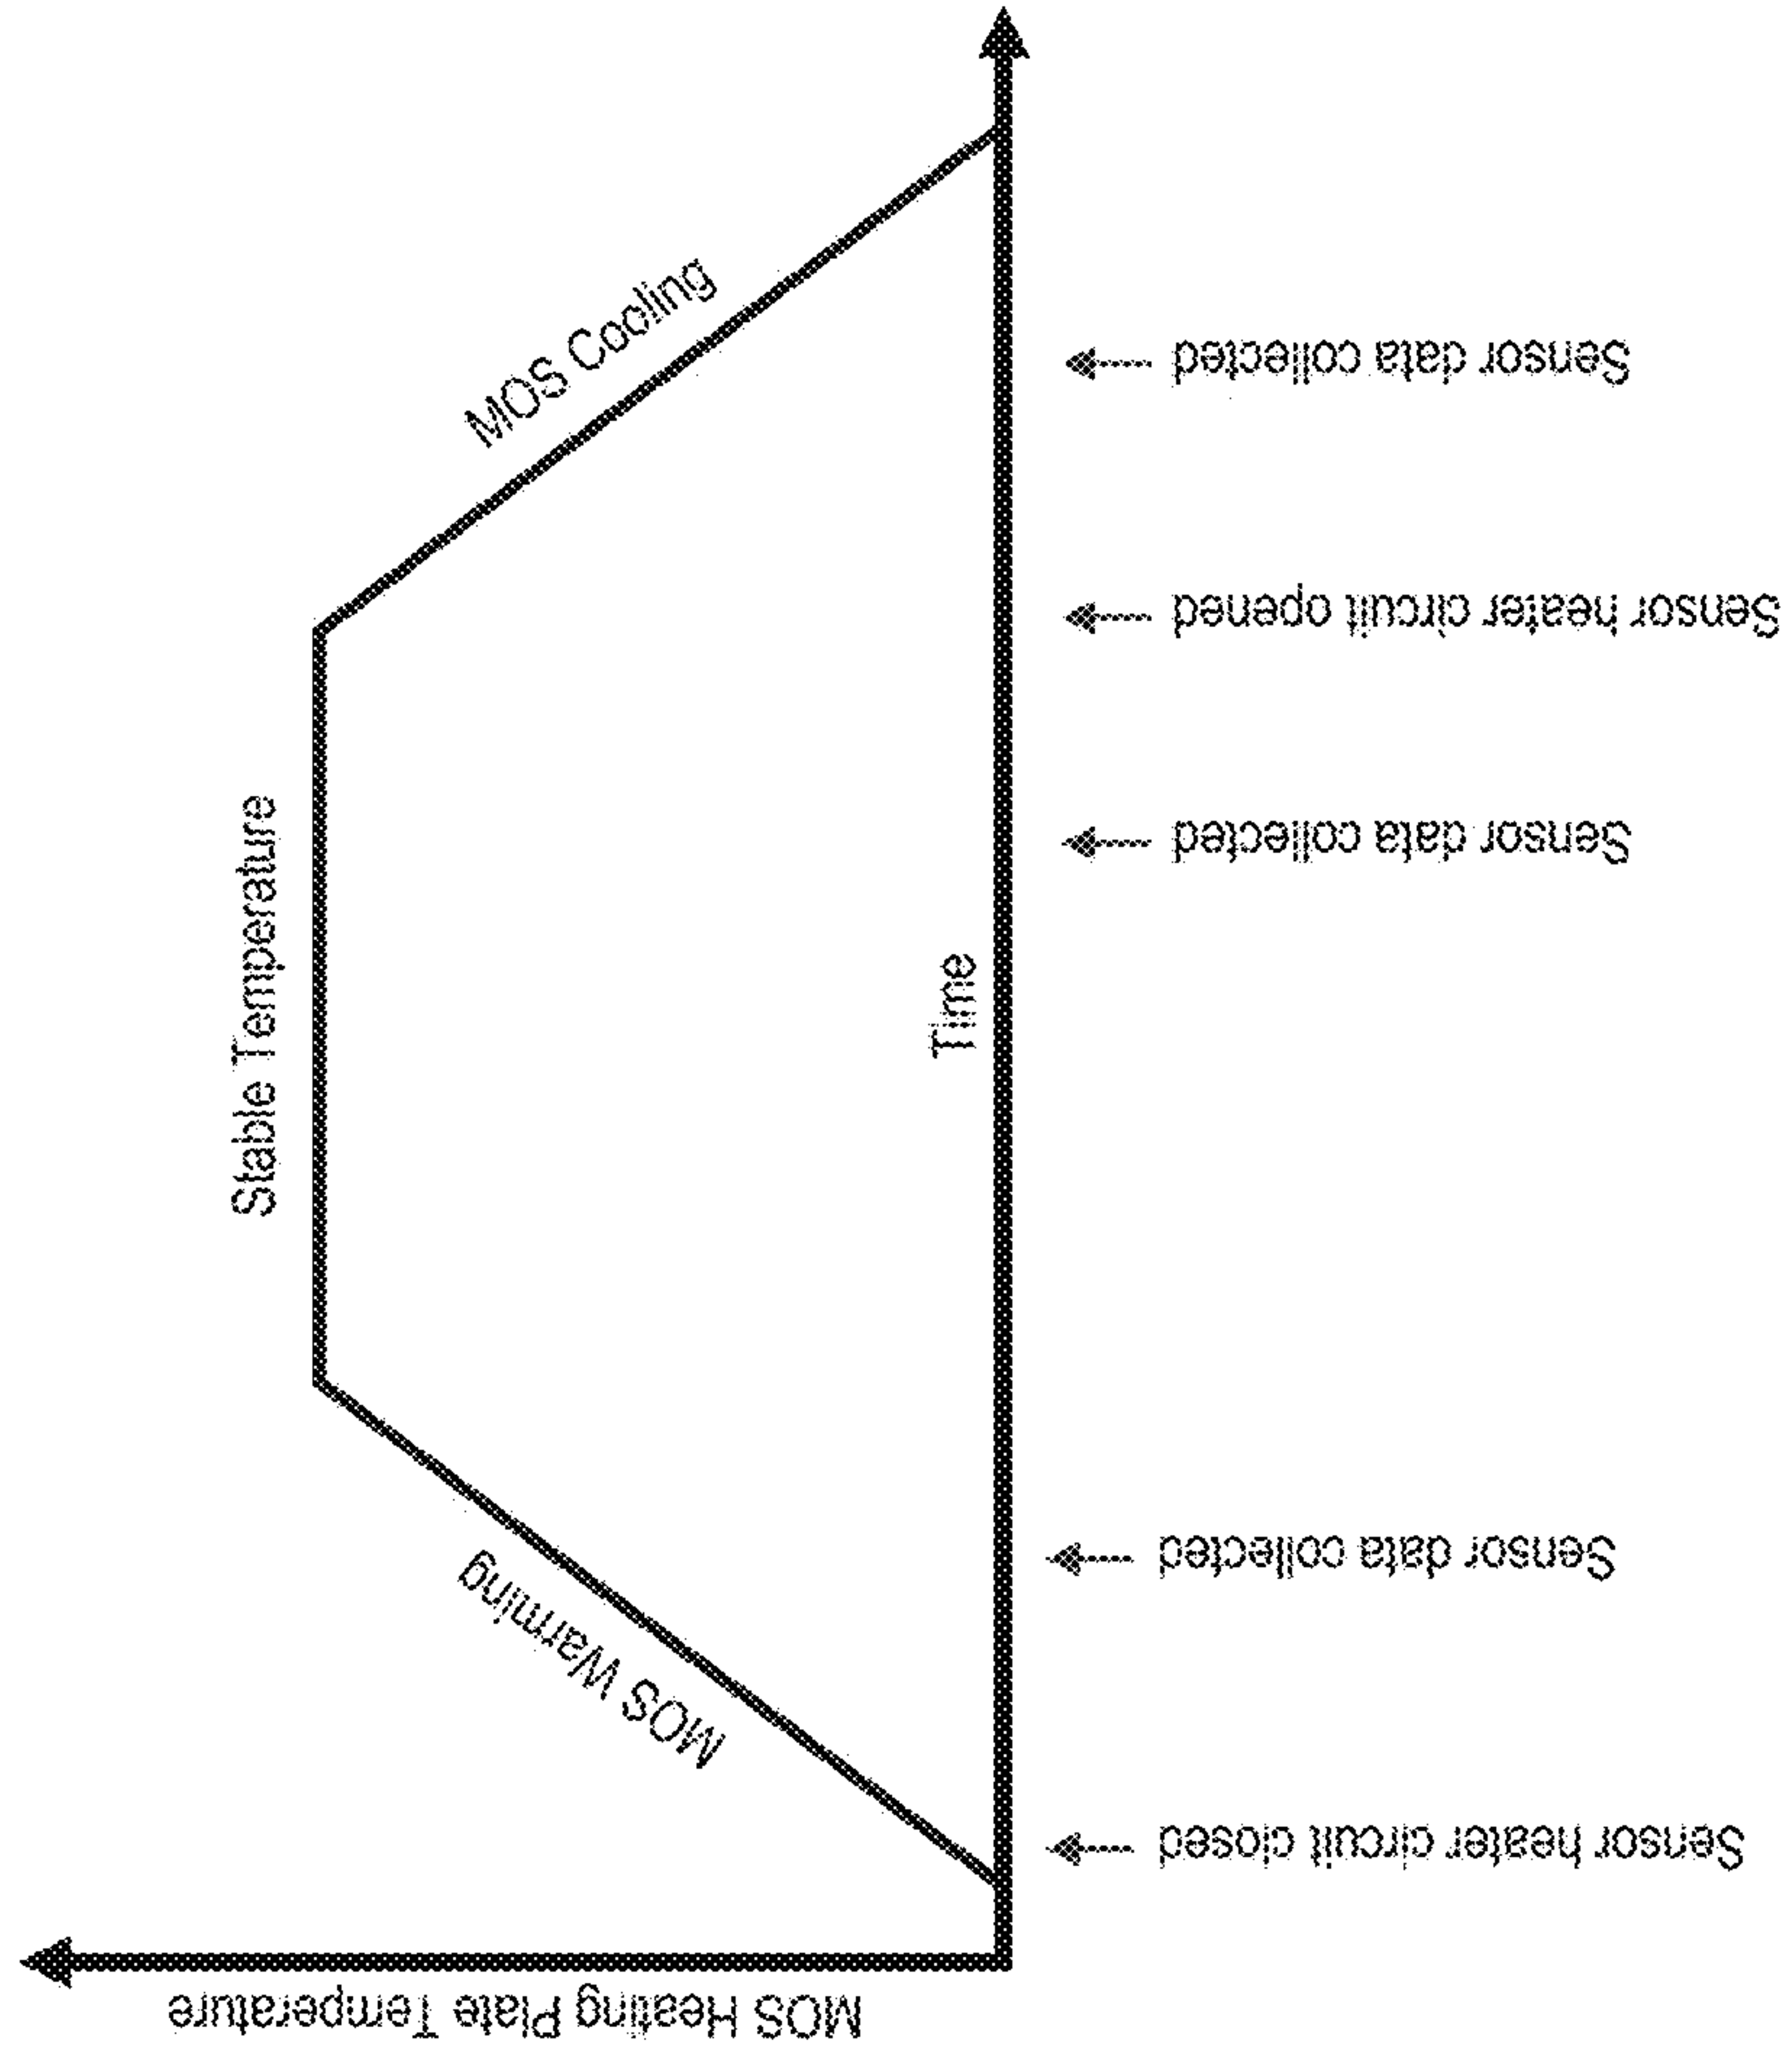 MOS Heating Plate Temperature
MOS Warming
Stable Temperature
MOS Cooling
Time
Sensor heater circuit closed
Sensor data collected
Sensor data collected
Sensor heater circuit opened
Sensor data collected